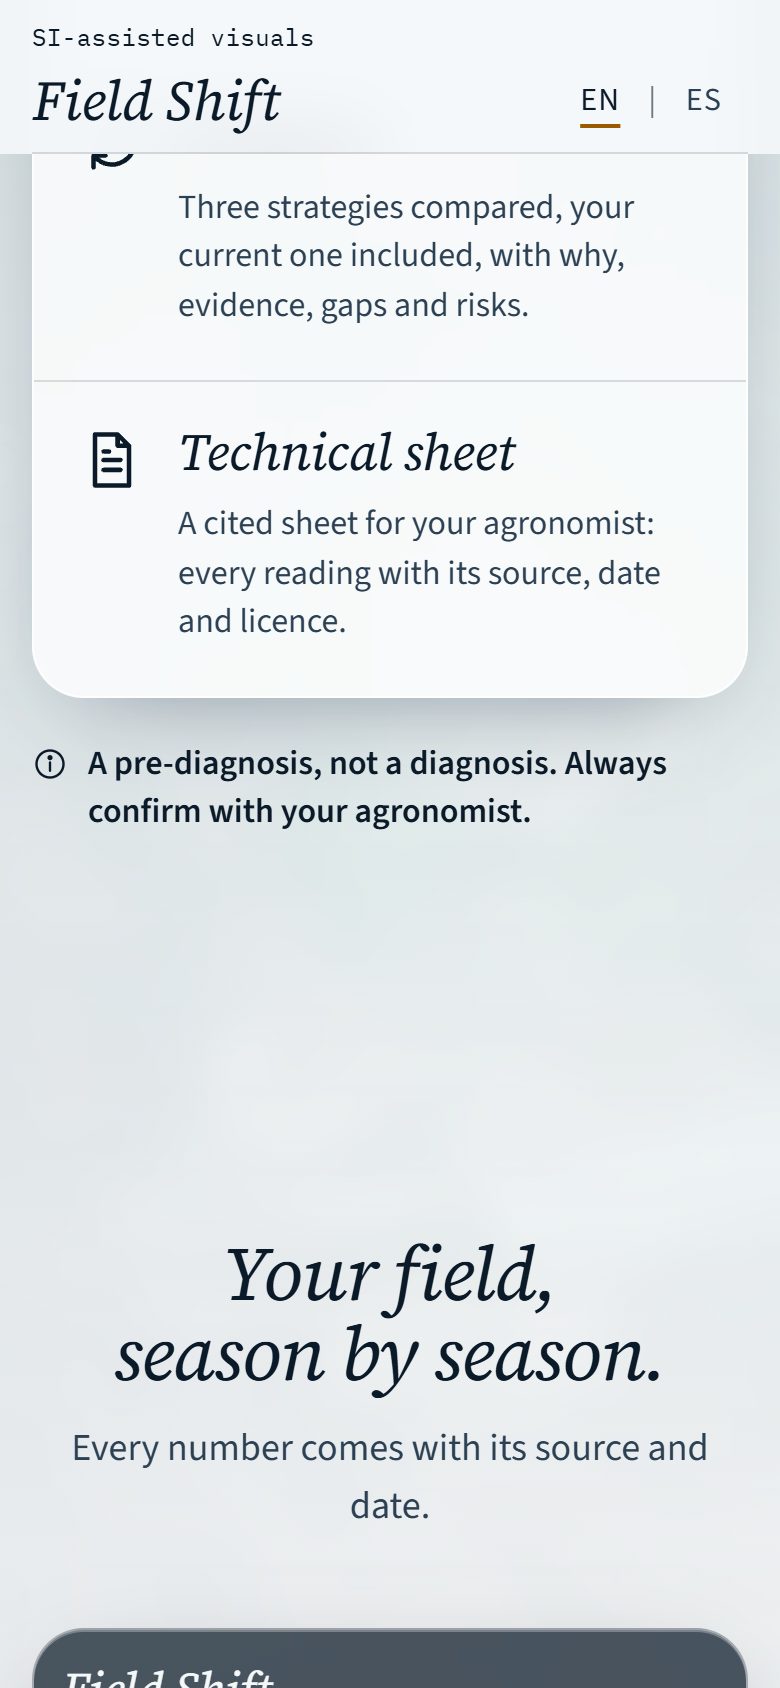 SI-assisted visuals
Field Shift
EN | ES
Three strategies compared, your
current one included, with why,
evidence, gaps and risks.
Technical sheet
A cited sheet for your agronomist:
every reading with its source, date
and licence.
A pre-diagnosis, not a diagnosis. Always
confirm with your agronomist.
Your field,
season by season.
Every number comes with its source and
date.
Field Shift